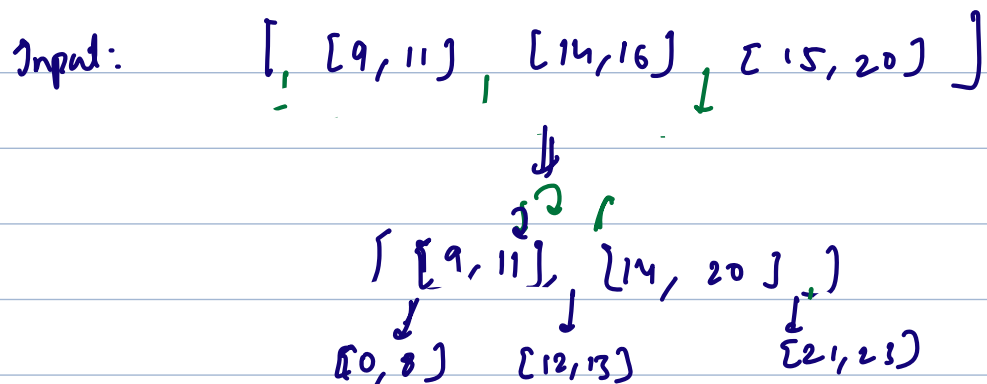 Input: [ [9, 11] , [14,16] , [15, 20] ]
[ [9, 11], [14, 20] ]
[0, 8] [12,13] [21,23]